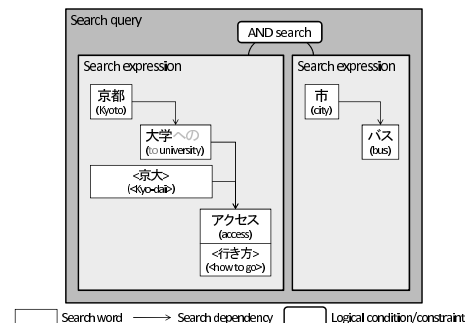 Search query
AND search
Search expression
京都
(Kyoto)
大学への
(to university)
<京大>
(<Kyo-dai>)
アクセス
(access)
<行き方>
(<how to go>)
Search expression
市
(city)
バス
(bus)
Search word
Search dependency
Logical condition/constraint